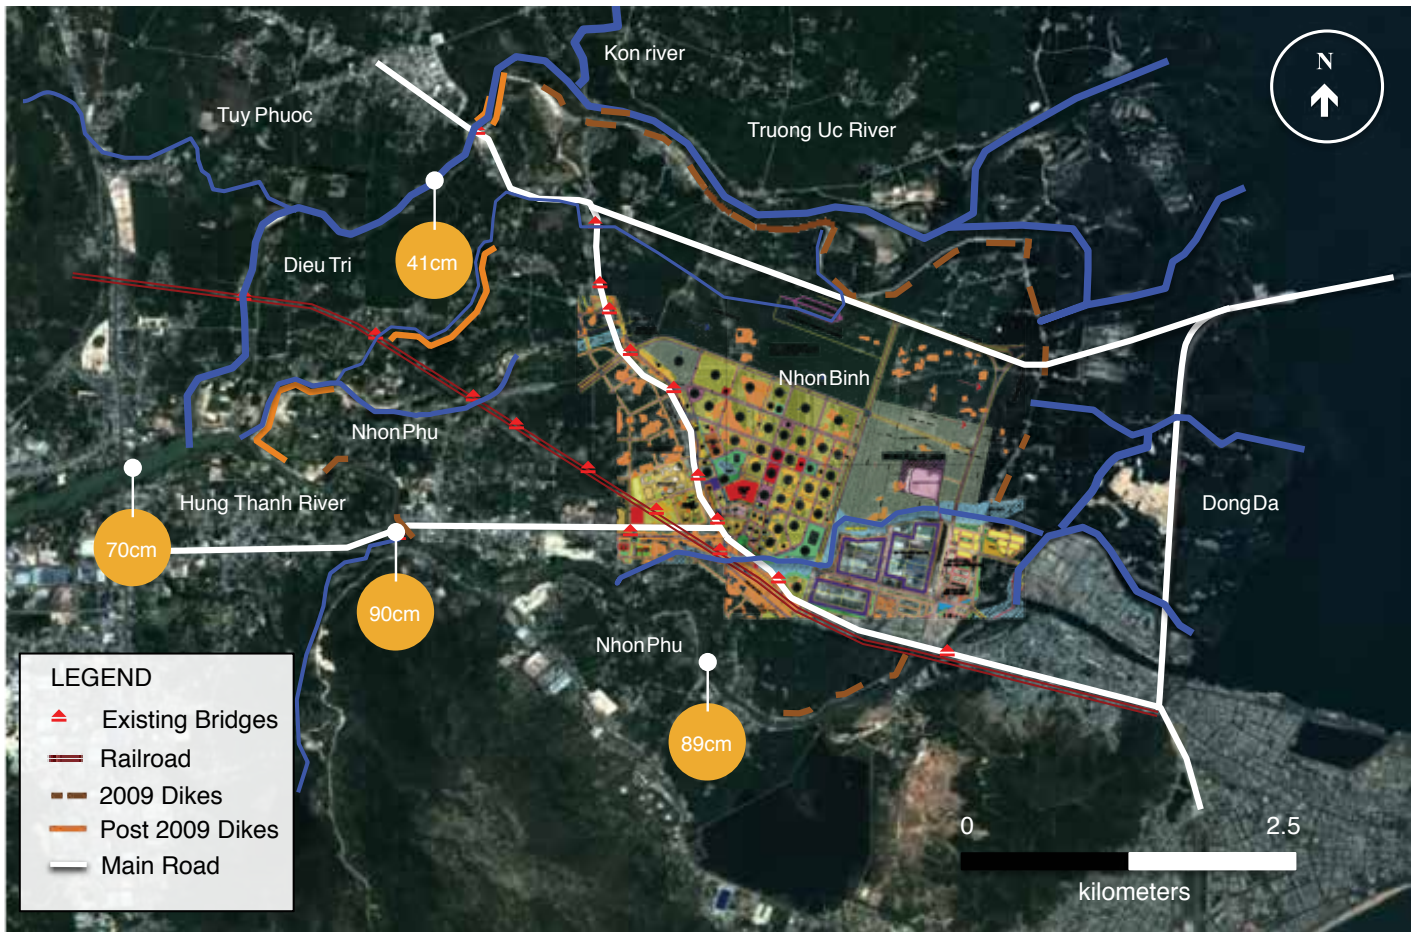 Kon river
N
Tuy Phuoc
Truong Uc River
Dieu Tri
41cm
Nhon Binh
Nhon Phu
Hung Thanh River
Dong Da
70cm
90cm
Nhon Phu
89cm
LEGEND
Existing Bridges
Railroad
2009 Dikes
Post 2009 Dikes
Main Road
0 2.5
kilometers